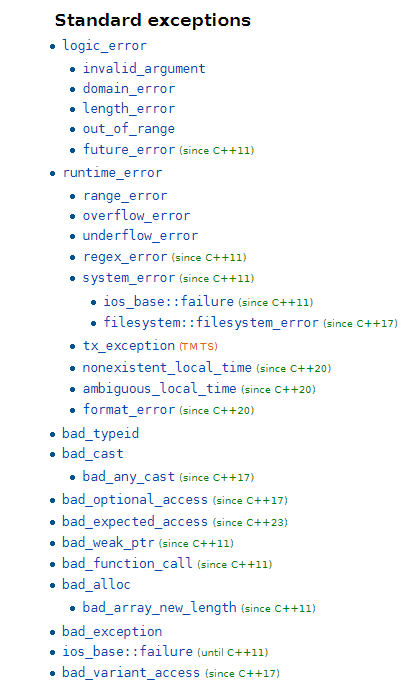 Standard exceptions
logic_error
invalid_argument
domain_error
length_error
out_of_range
future_error (since C++11)
runtime_error
range_error
overflow_error
underflow_error
regex_error (since C++11)
system_error (since C++11)
ios_base::failure (since C++11)
filesystem::filesystem_error (since C++17)
tx_exception (TM TS)
nonexistent_local_time (since C++20)
ambiguous_local_time (since C++20)
format_error (since C++20)
bad_typeid
bad_cast
bad_any_cast (since C++17)
bad_optional_access (since C++17)
bad_expected_access (since C++23)
bad_weak_ptr (since C++11)
bad_function_call (since C++11)
bad_alloc
bad_array_new_length (since C++11)
bad_exception
ios_base::failure (until C++11)
bad_variant_access (since C++17)